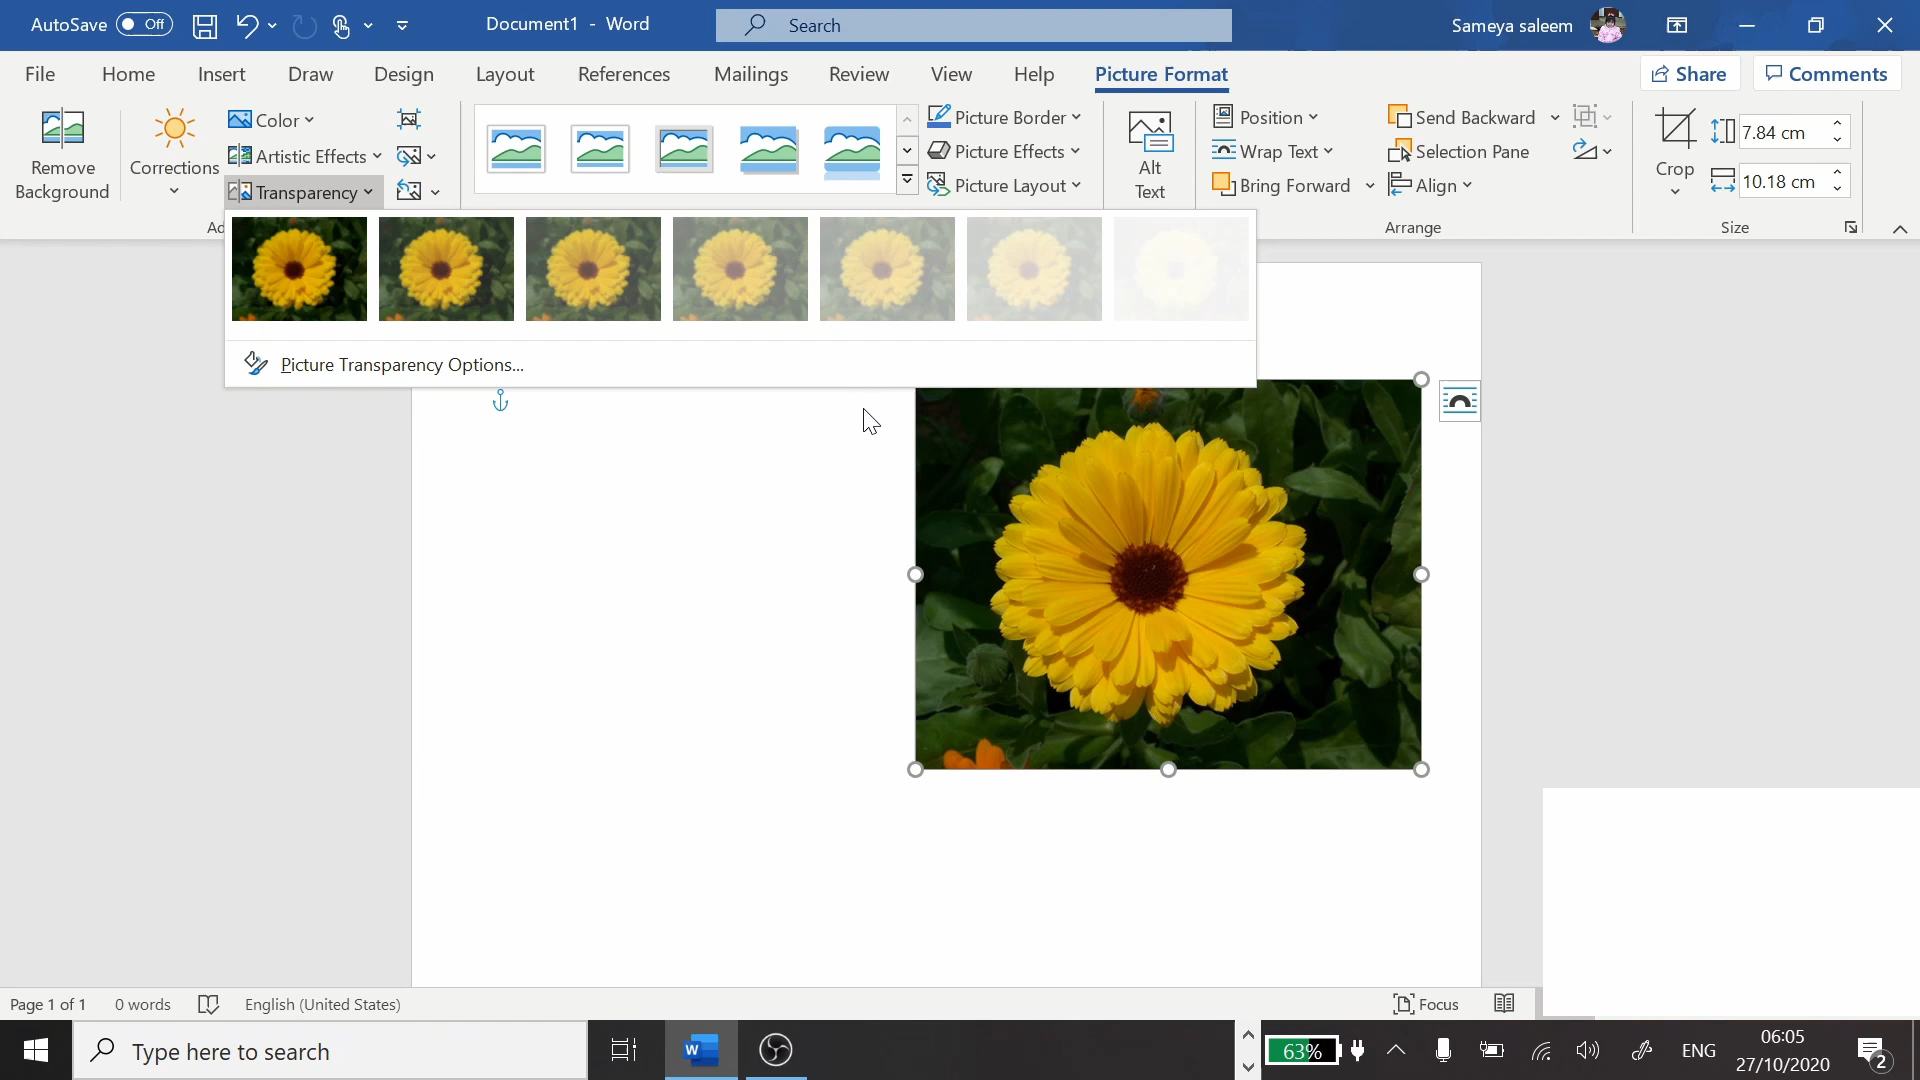 AutoSave Off Document1 - Word Search Sameya saleem
File Home Insert Draw Design Layout References Mailings Review View Help Picture Format Share Comments
Remove Background
Corrections
Color
Artistic Effects
Transparency
Picture Border
Picture Effects
Picture Layout
Alt Text
Position
Wrap Text
Bring Forward
Send Backward
Selection Pane
Align
Crop
7.84 cm
10.18 cm
Arrange Size
Picture Transparency Options...
Page 1 of 1 0 words English (United States) Focus
W
Type here to search 63% ENG 06:05
27/10/2020 2